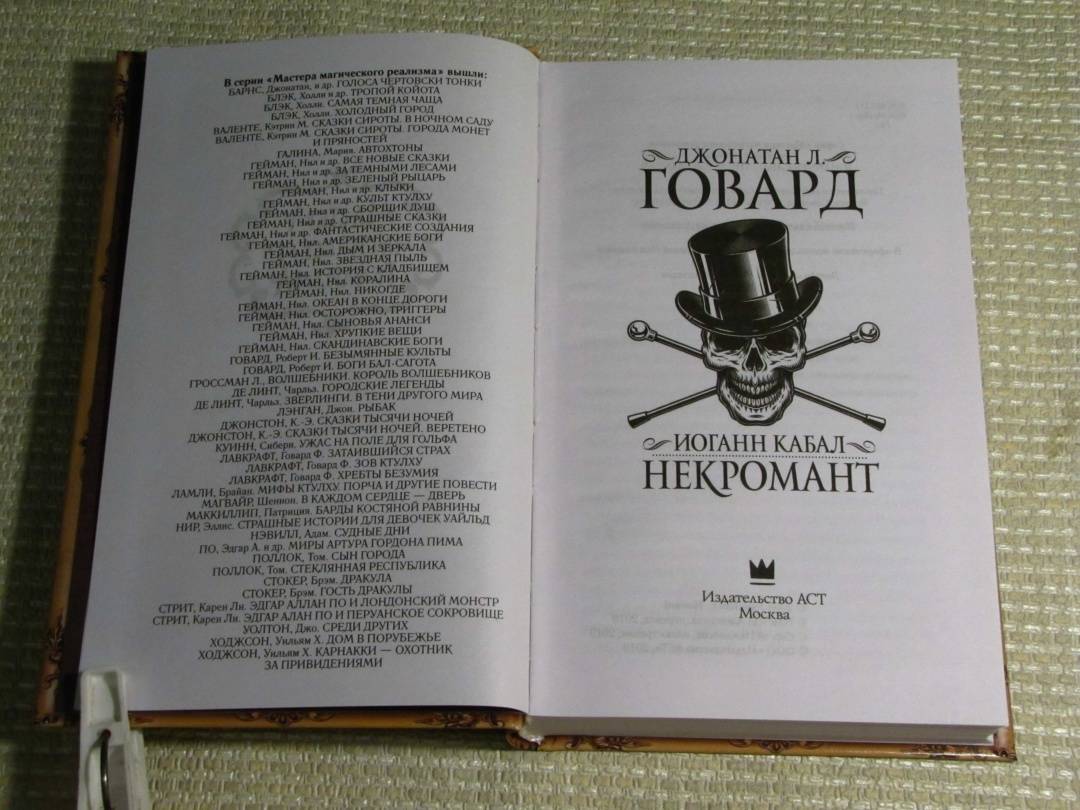 В серии «Мастера магического реализма» вышли:
БАРНС, Джонатан, и др. ГОЛОСА ЧЕРТОВСКИ ТОНКИ
БЛЭК, Холли и др. ТРОПОЙ КОЙОТА
БЛЭК, Холли. САМАЯ ТЕМНАЯ ЧАЩА
БЛЭК, Холли. ХОЛОДНЫЙ ГОРОД
ВАЛЕНТЕ, Кэтрин М. СКАЗКИ СИРОТЫ. В НОЧНОМ САДУ
ВАЛЕНТЕ, Кэтрин М. СКАЗКИ СИРОТЫ. ГОРОДА МОНЕТ
И ПРЯНОСТЕЙ
ГАЛИНА, Мария. АВТОХТОНЫ
ГЕЙМАН, Нил и др. ВСЕ НОВЫЕ СКАЗКИ
ГЕЙМАН, Нил и др. ЗА ТЕМНЫМИ ЛЕСАМИ
ГЕЙМАН, Нил и др. ЗЕЛЕНЫЙ РЫЦАРЬ
ГЕЙМАН, Нил и др. КЛЫКИ
ГЕЙМАН, Нил и др. КУЛЬТ КТУЛХУ
ГЕЙМАН, Нил и др. СБОРЩИК ДУШ
ГЕЙМАН, Нил и др. СТРАШНЫЕ СКАЗКИ
ГЕЙМАН, Нил и др. ФАНТАСТИЧЕСКИЕ СОЗДАНИЯ
ГЕЙМАН, Нил. АМЕРИКАНСКИЕ БОГИ
ГЕЙМАН, Нил. ДЫМ И ЗЕРКАЛА
ГЕЙМАН, Нил. ЗВЕЗДНАЯ ПЫЛЬ
ГЕЙМАН, Нил. ИСТОРИЯ С КЛАДБИЩЕМ
ГЕЙМАН, Нил. КОРАЛИНА
ГЕЙМАН, Нил. НИКОГДЕ
ГЕЙМАН, Нил. ОКЕАН В КОНЦЕ ДОРОГИ
ГЕЙМАН, Нил. ОСТОРОЖНО, ТРИГГЕРЫ
ГЕЙМАН, Нил. СЫНОВЬЯ АНАНСИ
ГЕЙМАН, Нил. ХРУПКИЕ ВЕЩИ
ГЕЙМАН, Нил. СКАНДИНАВСКИЕ БОГИ
ГОВАРД, Роберт И. БЕЗЫМЯННЫЕ КУЛЬТЫ
ГОВАРД, Роберт И. БОГИ БАЛ-САГОТА
ГРОССМАН Л., ВОЛШЕБНИКИ. КОРОЛЬ ВОЛШЕБНИКОВ
ДЕ ЛИНТ, Чарльз. ГОРОДСКИЕ ЛЕГЕНДЫ
ДЕ ЛИНТ, Чарльз. ЗВЕРЛИНГИ. В ТЕНИ ДРУГОГО МИРА
ЛЭНГАН, Джон. РЫБАК
ДЖОНСТОН, К.-Э. СКАЗКИ ТЫСЯЧИ НОЧЕЙ
ДЖОНСТОН, К.-Э. СКАЗКИ ТЫСЯЧИ НОЧЕЙ. ВЕРЕТЕНО
КУИНН, Сибери. УЖАС НА ПОЛЕ ДЛЯ ГОЛЬФА
ЛАВКРАФТ, Говард Ф. ЗАТАИВШИЙСЯ СТРАХ
ЛАВКРАФТ, Говард Ф. ЗОВ КТУЛХУ
ЛАВКРАФТ, Говард Ф. ХРЕБТЫ БЕЗУМИЯ
ЛАМЛИ, Брайан. МИФЫ КТУЛХУ. ПОРЧА И ДРУГИЕ ПОВЕСТИ
МАГВАЙР, Шеннон. В КАЖДОМ СЕРДЦЕ — ДВЕРЬ
МАККИЛЛИП, Патриция. БАРДЫ КОСТЯНОЙ РАВНИНЫ
НИР, Эллис. СТРАШНЫЕ ИСТОРИИ ДЛЯ ДЕВОЧЕК УАЙЛЬД
НЭВИЛЛ, Адам. СУДНЫЕ ДНИ
ПО, Эдгар А. и др. МИРЫ АРТУРА ГОРДОНА ПИМА
ПОЛЛОК, Том. СЫН ГОРОДА
ПОЛЛОК, Том. СТЕКЛЯННАЯ РЕСПУБЛИКА
СТОКЕР, Брэм. ДРАКУЛА
СТОКЕР, Брэм. ГОСТЬ ДРАКУЛЫ
СТРИТ, Карен Ли. ЭДГАР АЛЛАН ПО И ЛОНДОНСКИЙ МОНСТР
СТРИТ, Карен Ли. ЭДГАР АЛАН ПО И ПЕРУАНСКОЕ СОКРОВИЩЕ
УОЛТОН, Джо. СРЕДИ ДРУГИХ
ХОДЖСОН, Уильям Х. ДОМ В ПОРУБЕЖЬЕ
ХОДЖСОН, Уильям Х. КАРНАККИ — ОХОТНИК
ЗА ПРИВИДЕНИЯМИ
ДЖОНАТАН Л.
ГОВАРД
ИОГАНН КАБАЛ
НЕКРОМАНТ
Издательство АСТ
Москва